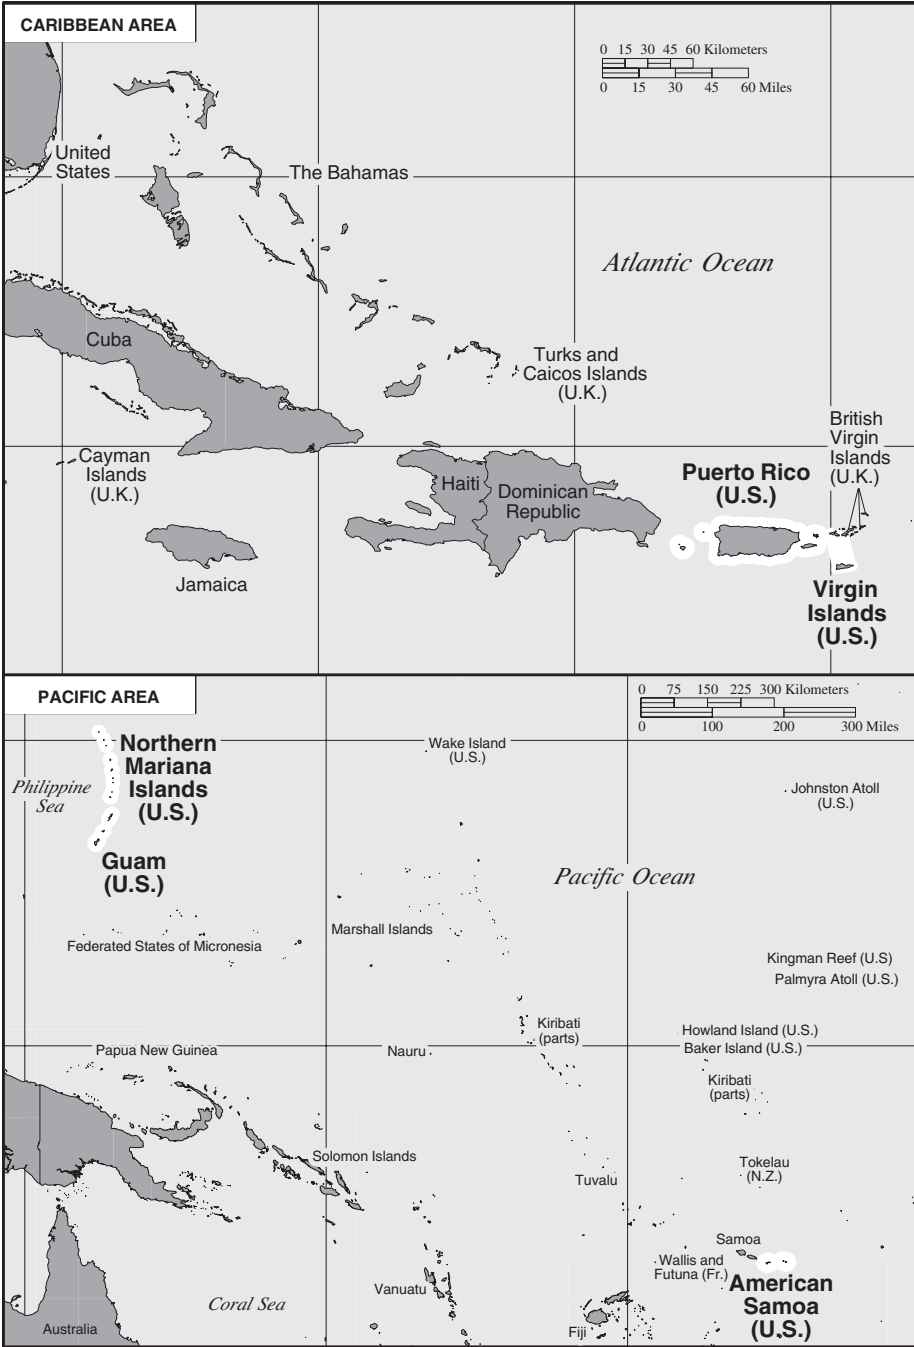 CARIBBEAN AREA
0 15 30 45 60 Kilometers
0 15 30 45 60 Miles
United
States
The Bahamas
Atlantic Ocean
Cuba
Turks and
Caicos Islands
(U.K.)
British
Virgin
Islands
(U.K.)
Cayman
Islands
(U.K.)
Haiti
Dominican
Republic
Puerto Rico
(U.S.)
Jamaica
Virgin
Islands
(U.S.)
PACIFIC AREA
0 75 150 225 300 Kilometers
0 100 200 300 Miles
Northern
Mariana
Islands
(U.S.)
Philippine
Sea
Wake Island
(U.S.)
Johnston Atoll
(U.S.)
Guam
(U.S.)
Pacific Ocean
Marshall Islands
Federated States of Micronesia
Kingman Reef (U.S)
Palmyra Atoll (U.S.)
Kiribati
(parts)
Howland Island (U.S.)
Baker Island (U.S.)
Papua New Guinea
Nauru
Kiribati
(parts)
Solomon Islands
Tuvalu
Tokelau
(N.Z.)
Samoa
Wallis and
Futuna (Fr.)
American
Samoa
(U.S.)
Vanuatu
Coral Sea
Australia
Fiji